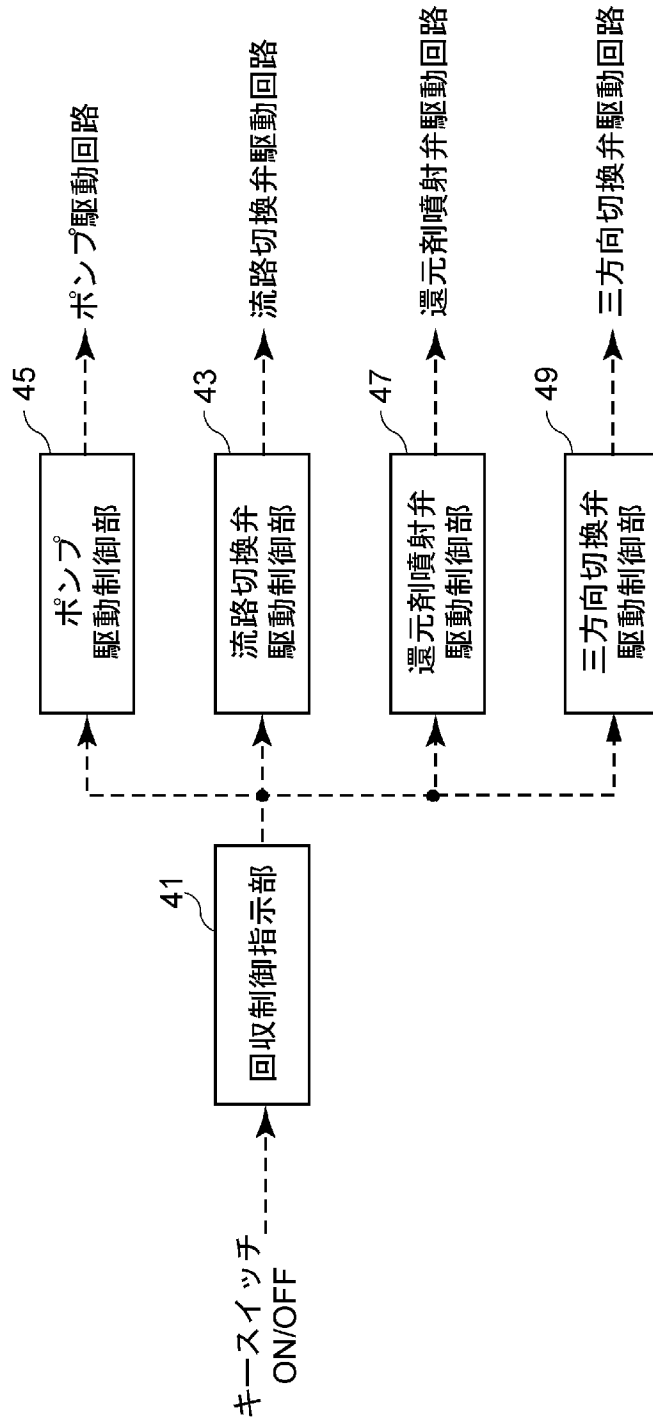 キースイッチ
ON/OFF
41
回収制御指示部
45
ポンプ
駆動制御部
ポンプ駆動回路
43
流路切換弁
駆動制御部
流路切換弁駆動回路
47
還元剤噴射弁
駆動制御部
還元剤噴射弁駆動回路
49
三方向切換弁
駆動制御部
三方向切換弁駆動回路